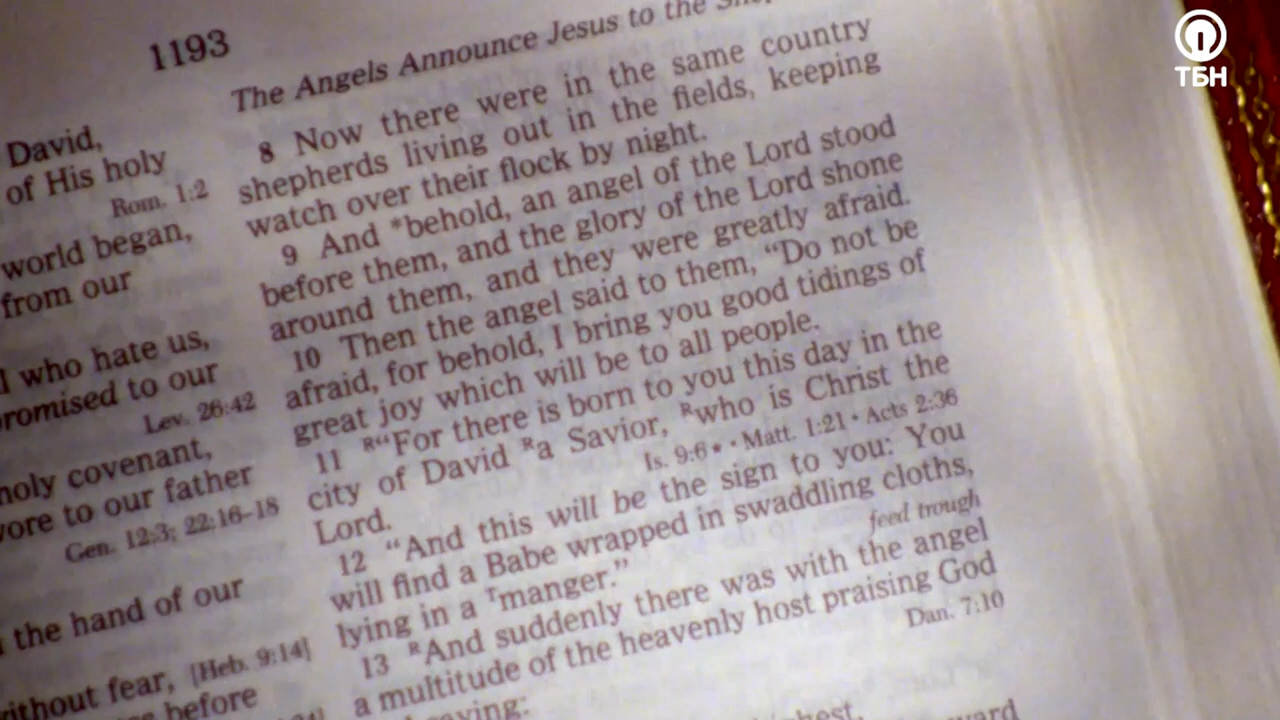 1193
David,
of His holy
Rom. 1:2
world began,
from our
who hate us,
promised to our
Lev. 26:42
holy covenant,
to our father
Gen. 12:3; 22:16–18
the hand of our
without fear, [Heb. 9:14]
before
The Angels Announce Jesus to the
8 Now there were in the same country
shepherds living out in the fields, keeping
watch over their flock by night.
9 And *behold, an angel of the Lord stood
before them, and the glory of the Lord shone
around them, and they were greatly afraid.
10 Then the angel said to them, “Do not be
afraid, for behold, I bring you good tidings of
great joy which will be to all people.
11 R“For there is born to you this day in the
city of David Ra Savior, Rwho is Christ the
Lord.
Is. 9:6 • • Matt. 1:21 • Acts 2:36
12 “And this will be the sign to you: You
will find a Babe wrapped in swaddling cloths,
lying in a Tmanger.”
feed trough
13 RAnd suddenly there was with the angel
a multitude of the heavenly host praising God
Dan. 7:10
ТБН